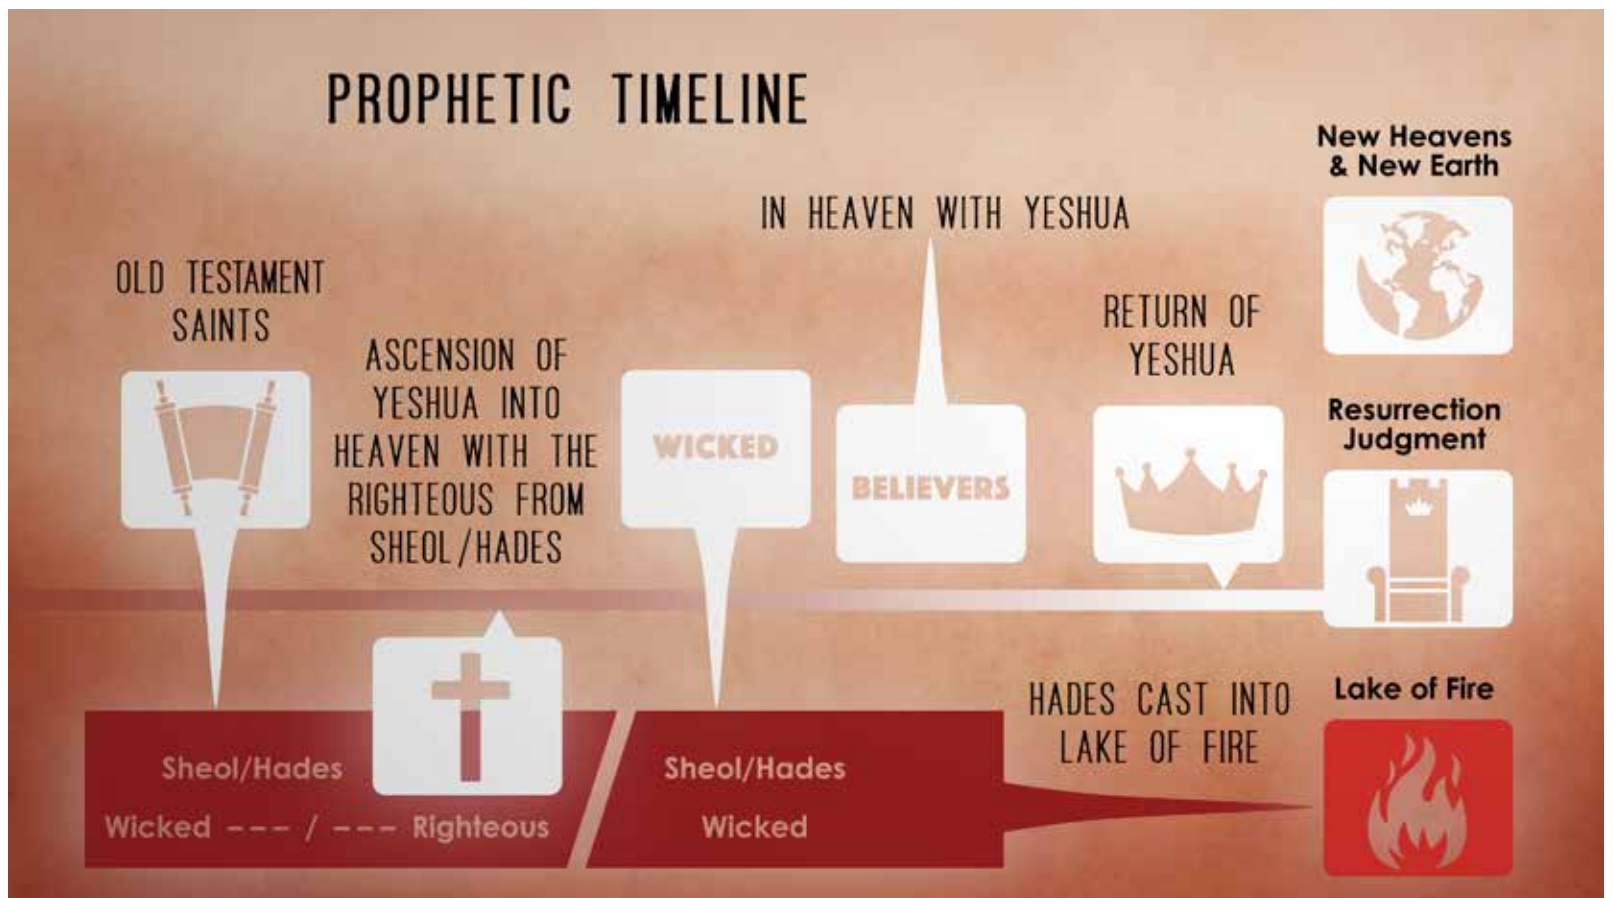 PROPHETIC TIMELINE
OLD TESTAMENT
SAINTS
ASCENSION OF
YESHUA INTO
HEAVEN WITH THE
RIGHTEOUS FROM
SHEOL/HADES
WICKED
IN HEAVEN WITH YESHUA
BELIEVERS
RETURN OF
YESHUA
New Heavens
& New Earth
Resurrection
Judgment
Sheol/Hades
Wicked --- / --- Righteous
Sheol/Hades
Wicked
HADES CAST INTO
LAKE OF FIRE
Lake of Fire